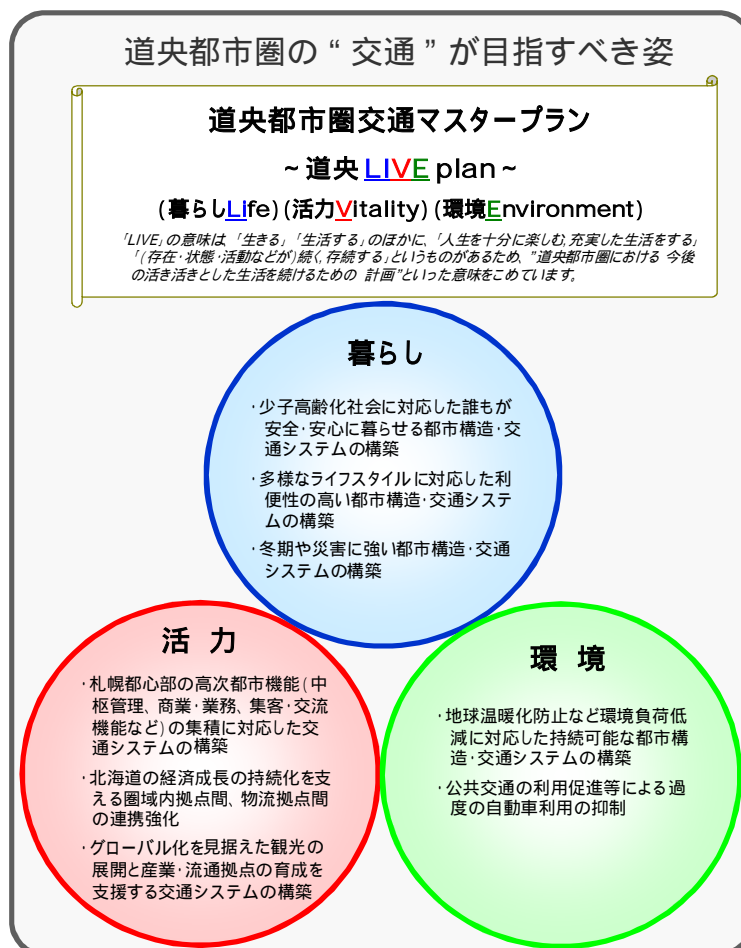 道央都市圏の“交通”が目指すべき姿
道央都市圏交通マスタープラン
~道央 LIVE plan~
(暮らしLife)(活力Vitality)(環境Environment)
「LIVE」の意味は、「生きる」「生活する」のほかに、「人生を十分に楽しむ,充実した生活をする」
「(存在・状態・活動などが)続く,存続する」というものがあるため、”道央都市圏における 今後
の活き活きとした生活を続けるための 計画”といった意味をこめています。
暮らし
・少子高齢化社会に対応した誰もが
安全・安心に暮らせる都市構造・交
通システムの構築
・多様なライフスタイルに対応した利
便性の高い都市構造・交通システ
ムの構築
・冬期や災害に強い都市構造・交通
システムの構築
活 力
・札幌都心部の高次都市機能(中
枢管理、商業・業務、集客・交流
機能など)の集積に対応した交
通システムの構築
・北海道の経済成長の持続化を支
える圏域内拠点間、物流拠点間
の連携強化
・グローバル化を見据えた観光の
展開と産業・流通拠点の育成を
支援する交通システムの構築
環 境
・地球温暖化防止など環境負荷低
減に対応した持続可能な都市構
造・交通システムの構築
・公共交通の利用促進等による過
度の自動車利用の抑制